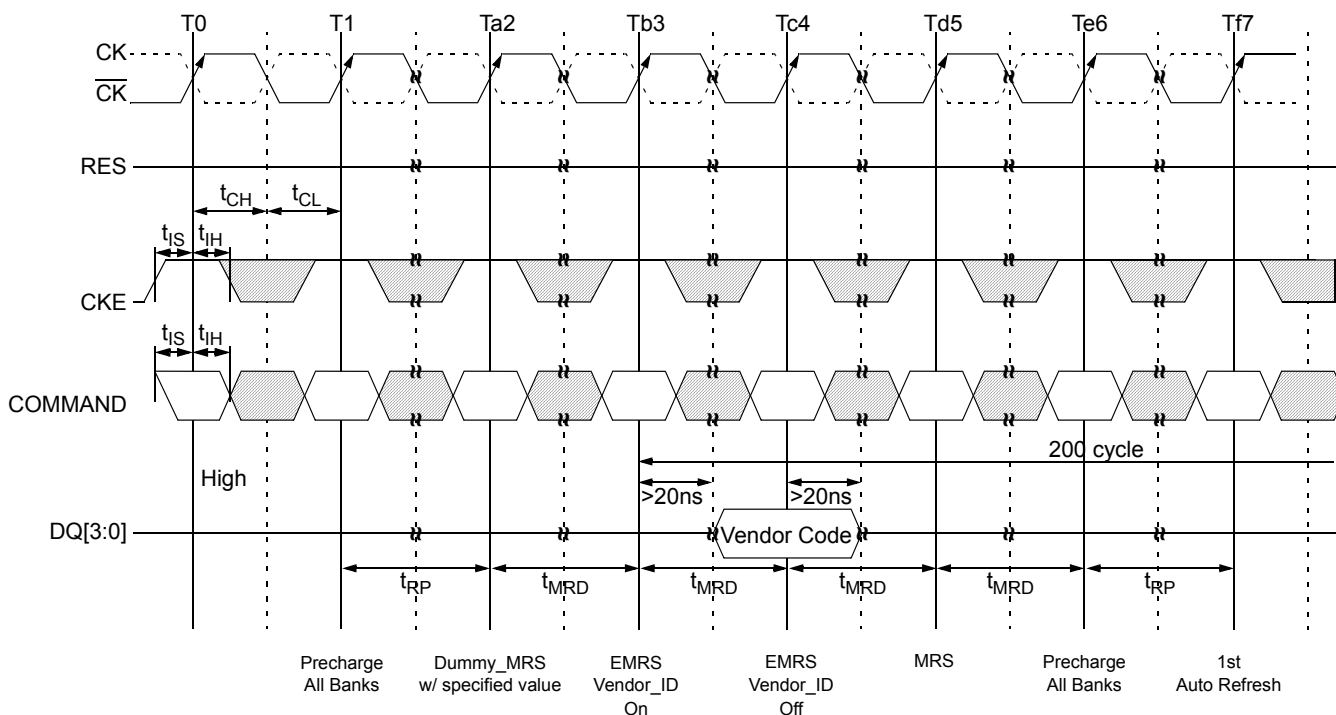 T0 T1 Ta2 Tb3 Tc4 Td5 Te6 Tf7
CK
CK
RES
tCH tCL
tIS tIH
CKE
tIS tIH
COMMAND
200 cycle
High
>20ns >20ns
DQ[3:0]
Vendor Code
tRP tMRD tMRD tMRD tMRD tRP
Precharge All Banks
Dummy_MRS w/ specified value
EMRS Vendor_ID On
EMRS Vendor_ID Off
MRS
Precharge All Banks
1st Auto Refresh